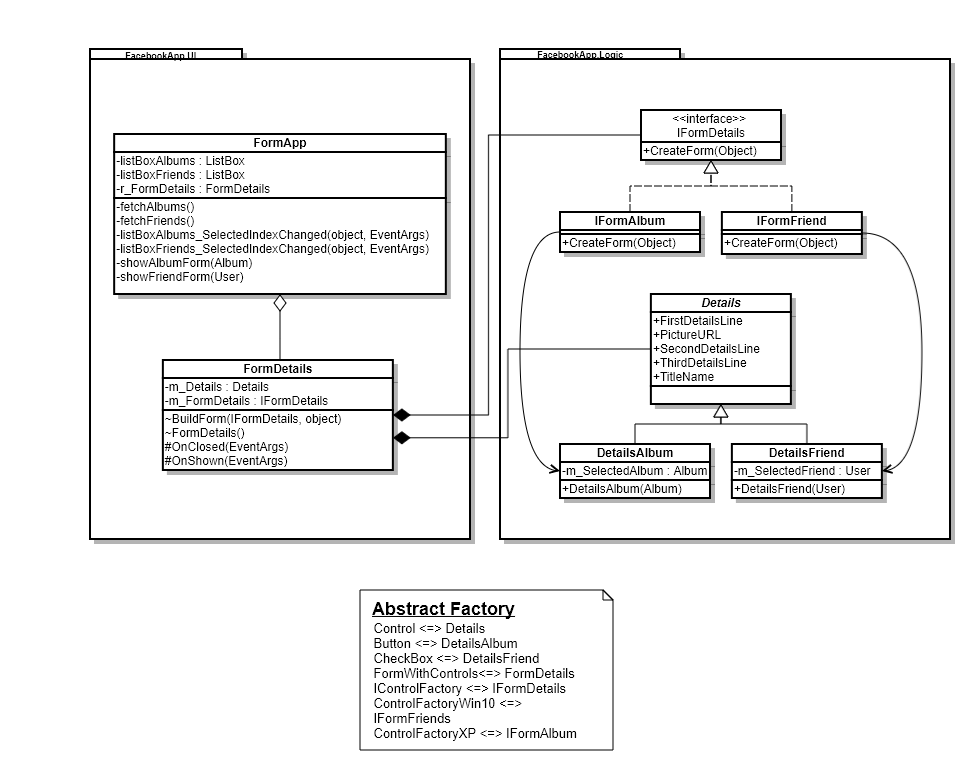 FacebookApp.UI
FormApp
-listBoxAlbums : ListBox
-listBoxFriends : ListBox
-r_FormDetails : FormDetails
-fetchAlbums()
-fetchFriends()
-listBoxAlbums_SelectedIndexChanged(object, EventArgs)
-listBoxFriends_SelectedIndexChanged(object, EventArgs)
-showAlbumForm(Album)
-showFriendForm(User)
FormDetails
-m_Details : Details
-m_FormDetails : IFormDetails
~BuildForm(IFormDetails, object)
~FormDetails()
#OnClosed(EventArgs)
#OnShown(EventArgs)
FacebookApp.Logic
<<interface>>
IFormDetails
+CreateForm(Object)
IFormAlbum
+CreateForm(Object)
IFormFriend
+CreateForm(Object)
Details
+FirstDetailsLine
+PictureURL
+SecondDetailsLine
+ThirdDetailsLine
+TitleName
DetailsAlbum
-m_SelectedAlbum : Album
+DetailsAlbum(Album)
DetailsFriend
-m_SelectedFriend : User
+DetailsFriend(User)
Abstract Factory
Control <=> Details
Button <=> DetailsAlbum
CheckBox <=> DetailsFriend
FormWithControls<=> FormDetails
IControlFactory <=> IFormDetails
ControlFactoryWin10 <=>
IFormFriends
ControlFactoryXP <=> IFormAlbum